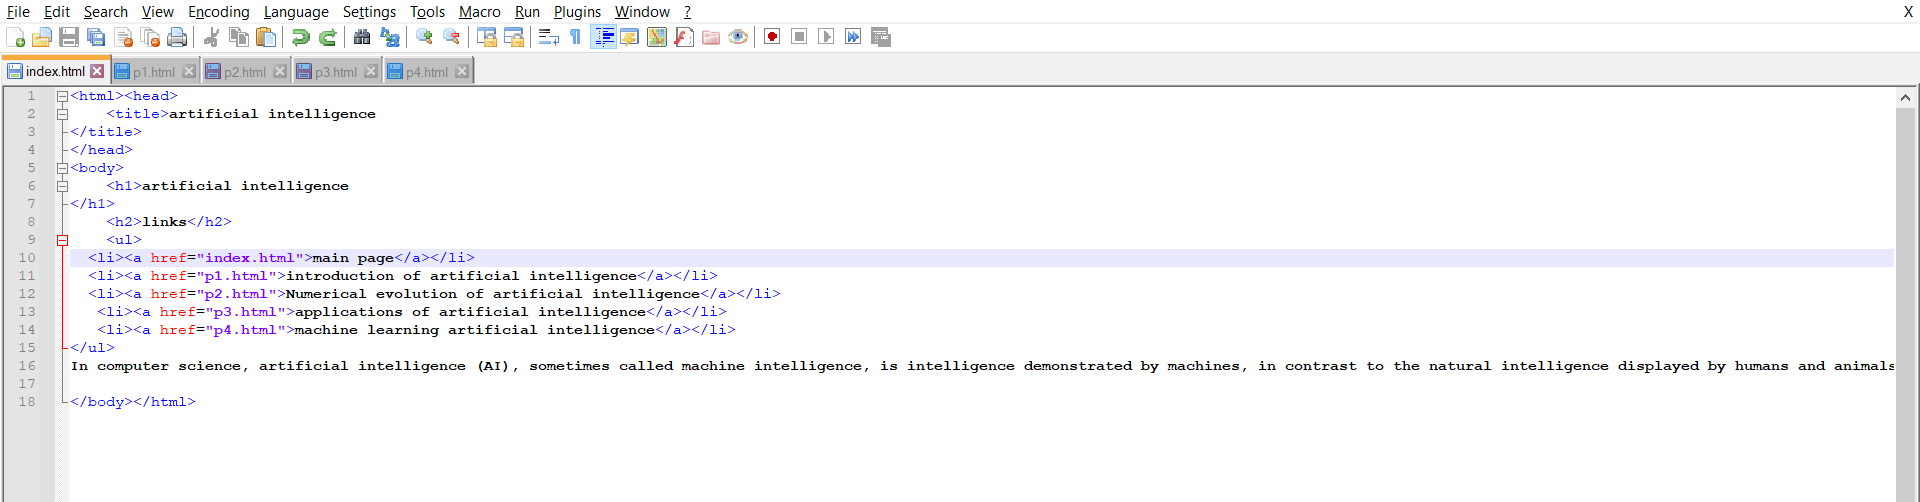 File Edit Search View Encoding Language Settings Tools Macro Run Plugins Window ? X
index.html p1.html p2.html p3.html p4.html
1 <html><head>
2 <title>artificial intelligence
3 </title>
4 </head>
5 <body>
6 <h1>artificial intelligence
7 </h1>
8 <h2>links</h2>
9 <ul>
10 <li><a href="index.html">main page</a></li>
11 <li><a href="p1.html">introduction of artificial intelligence</a></li>
12 <li><a href="p2.html">Numerical evolution of artificial intelligence</a></li>
13 <li><a href="p3.html">applications of artificial intelligence</a></li>
14 <li><a href="p4.html">machine learning artificial intelligence</a></li>
15 </ul>
16 In computer science, artificial intelligence (AI), sometimes called machine intelligence, is intelligence demonstrated by machines, in contrast to the natural intelligence displayed by humans and animals
17
18 </body></html>